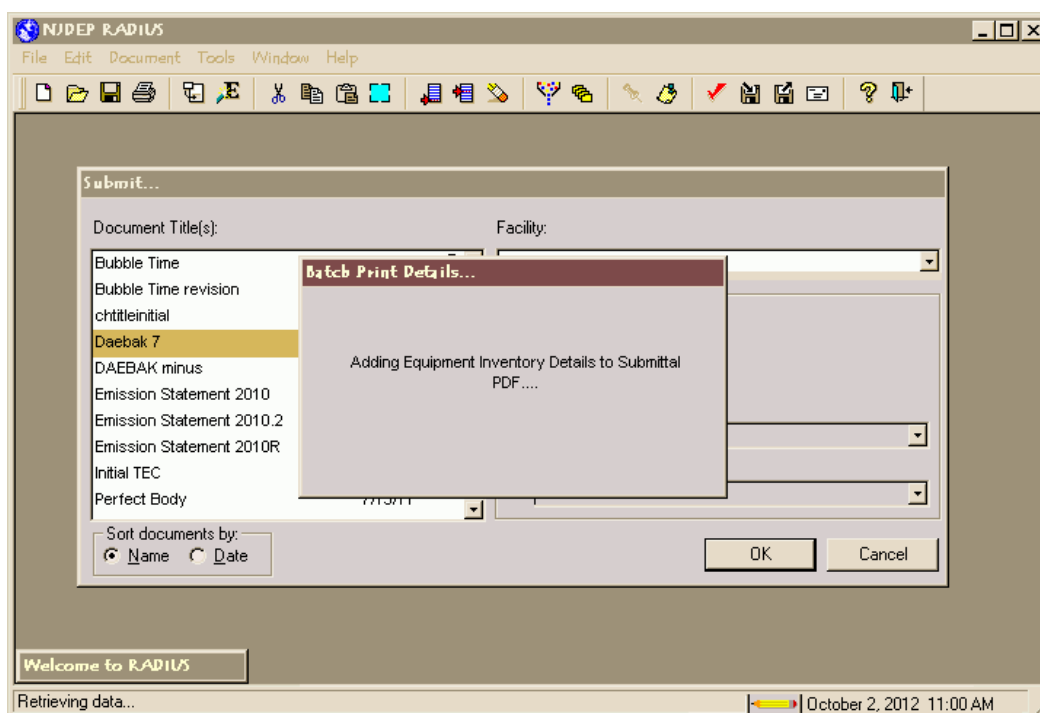 NJDEP RADIUS
File Edit Document Tools Window Help
Submit...
Document Title(s):
Facility:
Bubble Time
Bubble Time revision
chtitleinitial
Daebak 7
DAEBAK minus
Emission Statement 2010
Emission Statement 2010.2
Emission Statement 2010R
Initial TEC
Perfect Body
Batch Print Details...
Adding Equipment Inventory Details to Submittal
PDF....
Sort documents by:
Name Date
OK Cancel
Welcome to RADIUS
Retrieving data... October 2, 2012 11:00 AM